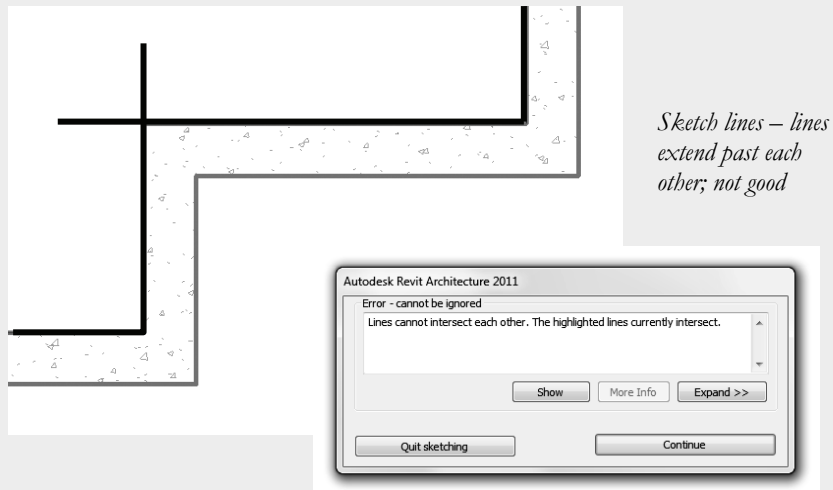 Sketch lines – lines
extend past each
other; not good
Autodesk Revit Architecture 2011
Error - cannot be ignored
Lines cannot intersect each other. The highlighted lines currently intersect.
Show
More Info
Expand >>
Quit sketching
Continue